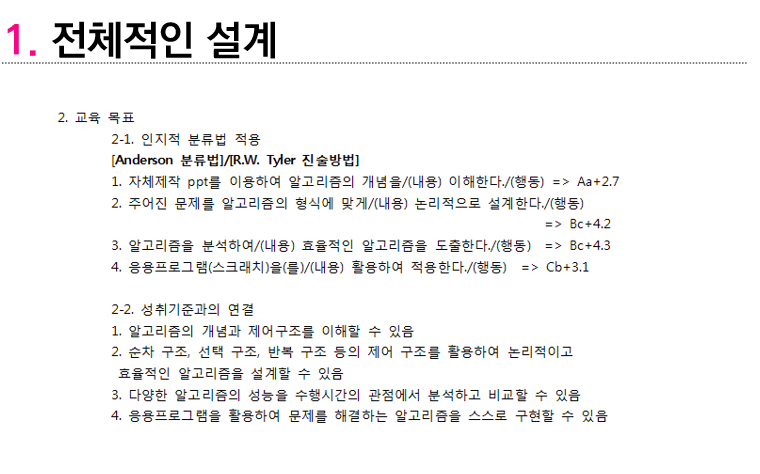 1. 전체적인 설계
2. 교육 목표
2-1. 인지적 분류법 적용
[Anderson 분류법]/[R.W. Tyler 진술방법]
1. 자체제작 ppt를 이용하여 알고리즘의 개념을/(내용) 이해한다./(행동) => Aa+2.7
2. 주어진 문제를 알고리즘의 형식에 맞게/(내용) 논리적으로 설계한다./(행동)
=> Bc+4.2
3. 알고리즘을 분석하여/(내용) 효율적인 알고리즘을 도출한다./(행동) => Bc+4.3
4. 응용프로그램(스크래치)을(를)/(내용) 활용하여 적용한다./(행동) => Cb+3.1
2-2. 성취기준과의 연결
1. 알고리즘의 개념과 제어구조를 이해할 수 있음
2. 순차 구조, 선택 구조, 반복 구조 등의 제어 구조를 활용하여 논리적이고
효율적인 알고리즘을 설계할 수 있음
3. 다양한 알고리즘의 성능을 수행시간의 관점에서 분석하고 비교할 수 있음
4. 응용프로그램을 활용하여 문제를 해결하는 알고리즘을 스스로 구현할 수 있음